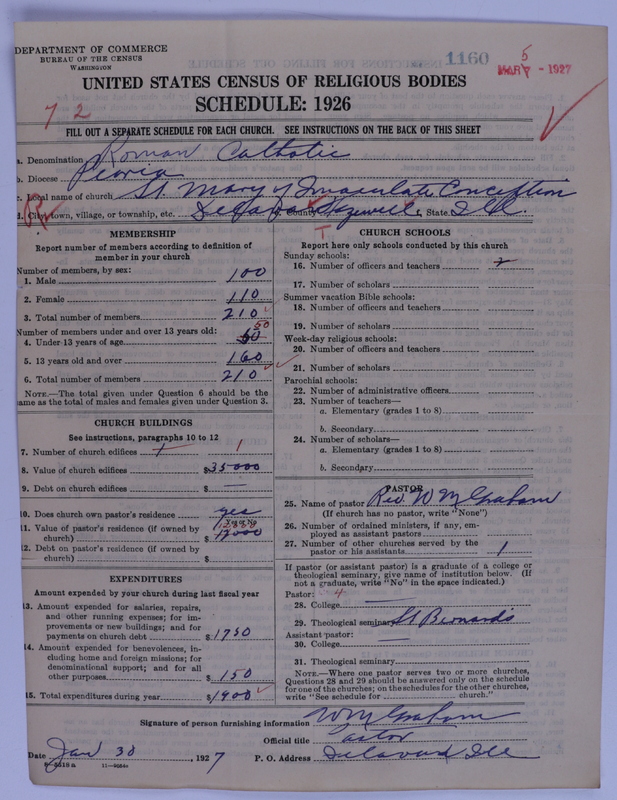 DEPARTMENT OF COMMERCE
BUREAU OF THE CENSUS
WASHINGTON
1160
MAR 5 - 1927
UNITED STATES CENSUS OF RELIGIOUS BODIES
SCHEDULE: 1926
7 2
FILL OUT A SEPARATE SCHEDULE FOR EACH CHURCH. SEE INSTRUCTIONS ON THE BACK OF THIS SHEET
a. Denomination Roman Catholic
b. Diocese Peoria
c. Local name of church St. Mary of Immaculate Conception
d. City, town, village, or township, etc. Delavan County Tazewell, State Ill.
MEMBERSHIP
Report number of members according to definition of
member in your church
Number of members, by sex:
1. Male 100
2. Female 110
3. Total number of members 210
Number of members under and over 13 years old:
50
4. Under 13 years of age
5. 13 years old and over 160
6. Total number of members 210
NOTE.—The total given under Question 6 should be the
same as the total of males and females given under Question 3.
CHURCH BUILDINGS
See instructions, paragraphs 10 to 12
7. Number of church edifices 1 1
8. Value of church edifices $35000
9. Debt on church edifices $ —
10. Does church own pastor's residence? yes
Yes or No
11. Value of pastor's residence (if owned by
church) $ 12000
12. Debt on pastor's residence (if owned by
church) $
EXPENDITURES
Amount expended by your church during last fiscal year
13. Amount expended for salaries, repairs,
and other running expenses; for im-
provements or new buildings; and for
payments on church debt $1750
14. Amount expended for benevolences, in-
cluding home and foreign missions; for
denominational support; and for all
other purposes $150
15. Total expenditures during year $1900
CHURCH SCHOOLS
Report here only schools conducted by this church
Sunday schools:
16. Number of officers and teachers 2
17. Number of scholars
Summer vacation Bible schools:
18. Number of officers and teachers
19. Number of scholars
Week-day religious schools:
20. Number of officers and teachers
21. Number of scholars
Parochial schools:
22. Number of administrative officers
23. Number of teachers—
a. Elementary (grades 1 to 8)
b. Secondary
24. Number of scholars—
a. Elementary (grades 1 to 8)
b. Secondary
PASTOR
25. Name of pastor Rev. W M Graham
(If church has no pastor, write "None")
26. Number of ordained ministers, if any, em-
ployed as assistant pastors
27. Number of other churches served by the
pastor or his assistants 1
If pastor (or assistant pastor) is a graduate of a college or
theological seminary, give name of institution below. (If
not a graduate, write "No" in the space indicated.)
Pastor: 4
28. College —
29. Theological seminary St Bernard's
Assistant pastor:
30. College —
31. Theological seminary
NOTE.—Where one pastor serves two or more churches,
Questions 28 and 29 should be answered only on the schedule
for one of the churches; on the schedules for the other churches,
write "See schedule for church."
Signature of person furnishing information W M Graham
Official title Pastor
Date Jan 30, 1927 P. O. Address Delavan Ill
8-5518a 11-9684